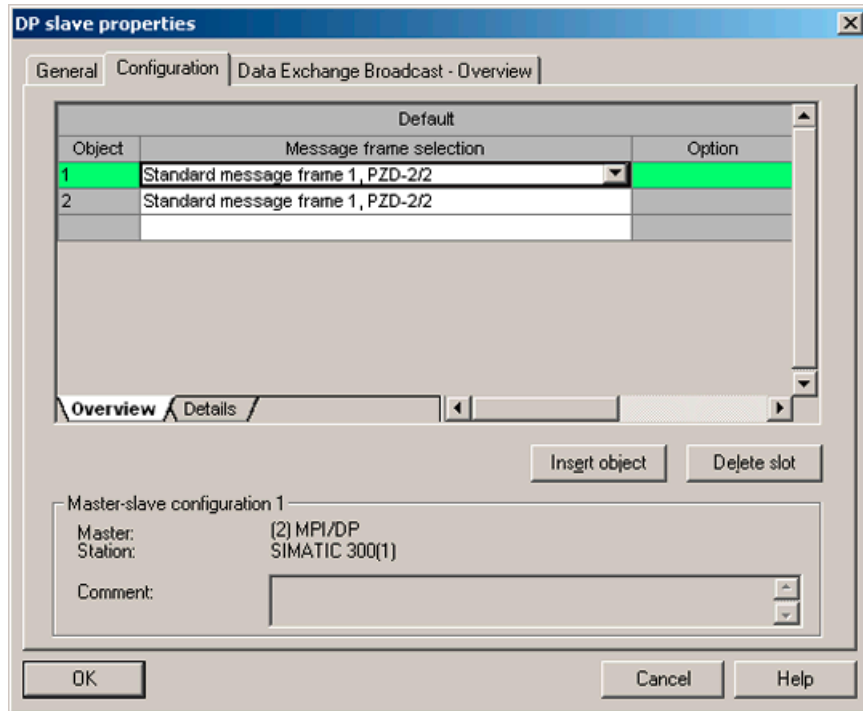 DP slave properties
General Configuration Data Exchange Broadcast - Overview
Default
Object Message frame selection Option
1 Standard message frame 1, PZD-2/2
2 Standard message frame 1, PZD-2/2
Overview Details
Insert object Delete slot
Master-slave configuration 1
Master: (2) MPI/DP
Station: SIMATIC 300(1)
Comment:
OK Cancel Help